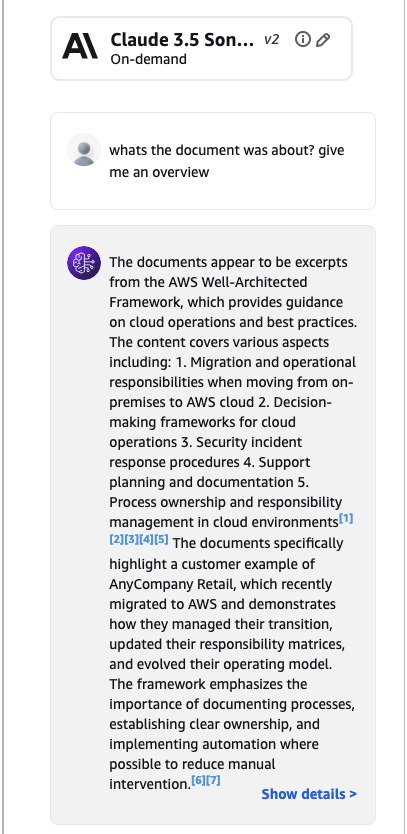 Claude 3.5 Son... v2
On-demand
whats the document was about? give
me an overview
The documents appear to be excerpts
from the AWS Well-Architected
Framework, which provides guidance
on cloud operations and best practices.
The content covers various aspects
including: 1. Migration and operational
responsibilities when moving from on-
premises to AWS cloud 2. Decision-
making frameworks for cloud
operations 3. Security incident
response procedures 4. Support
planning and documentation 5.
Process ownership and responsibility
management in cloud environments[1]
[2][3][4][5] The documents specifically
highlight a customer example of
AnyCompany Retail, which recently
migrated to AWS and demonstrates
how they managed their transition,
updated their responsibility matrices,
and evolved their operating model.
The framework emphasizes the
importance of documenting processes,
establishing clear ownership, and
implementing automation where
possible to reduce manual
intervention.[6][7]
Show details >